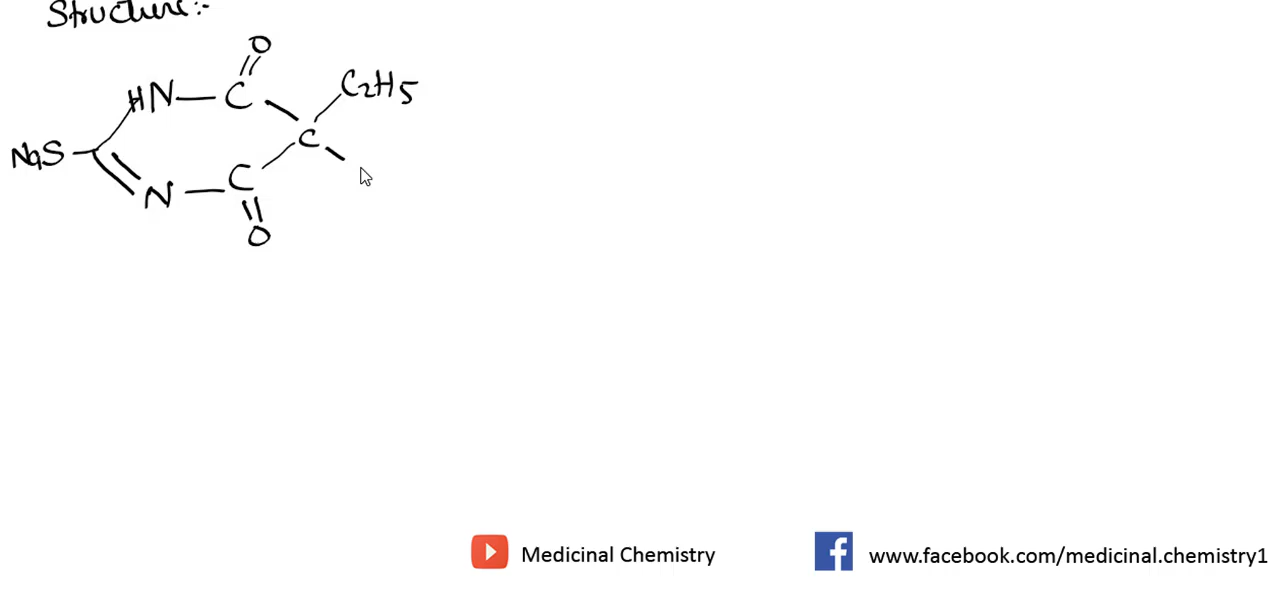 Structure:-
O
HN C C2H5
C
NaS
N C
O
Medicinal Chemistry
www.facebook.com/medicinal.chemistry1